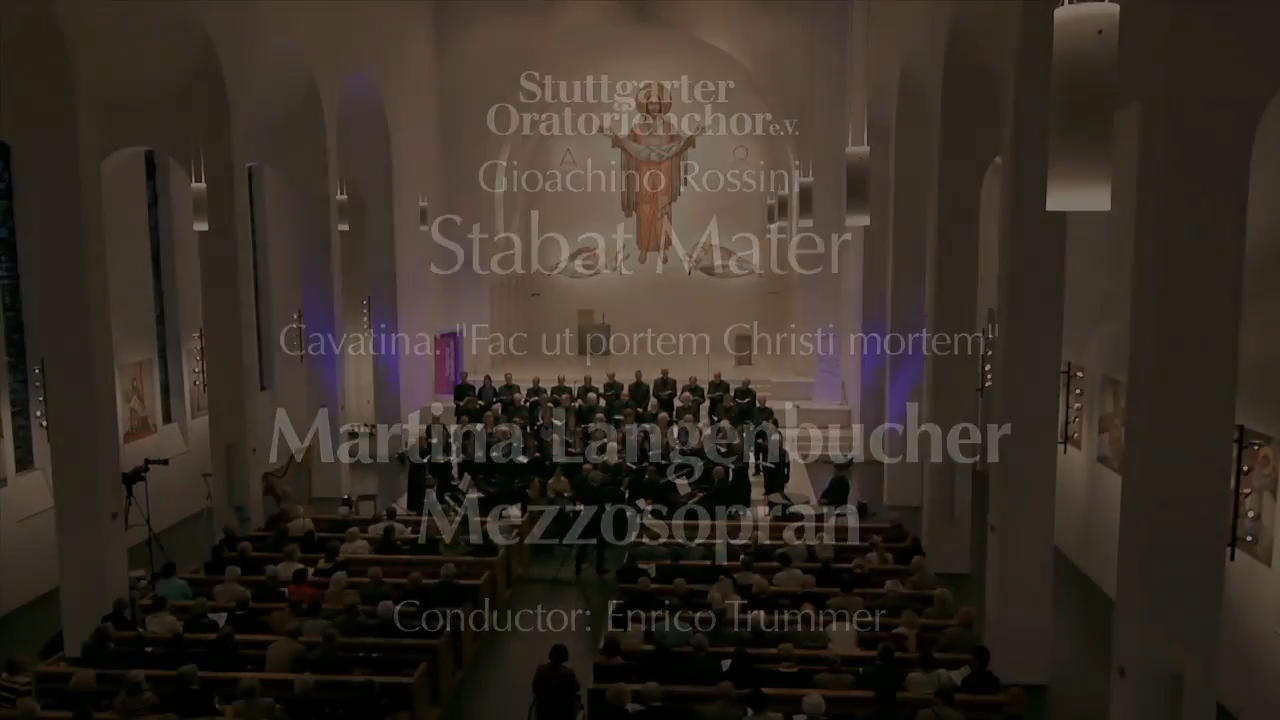 Stuttgarter
Oratorienchor e.V.
A O
Gioachino Rossini
Stabat Mater
Cavatina. "Fac ut portem Christi mortem"
Martina Langenbucher
Mezzosopran
Conductor: Enrico Trummer